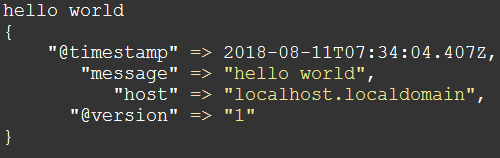 hello world
{
    "@timestamp" => 2018-08-11T07:34:04.407Z,
       "message" => "hello world",
          "host" => "localhost.localdomain",
      "@version" => "1"
}